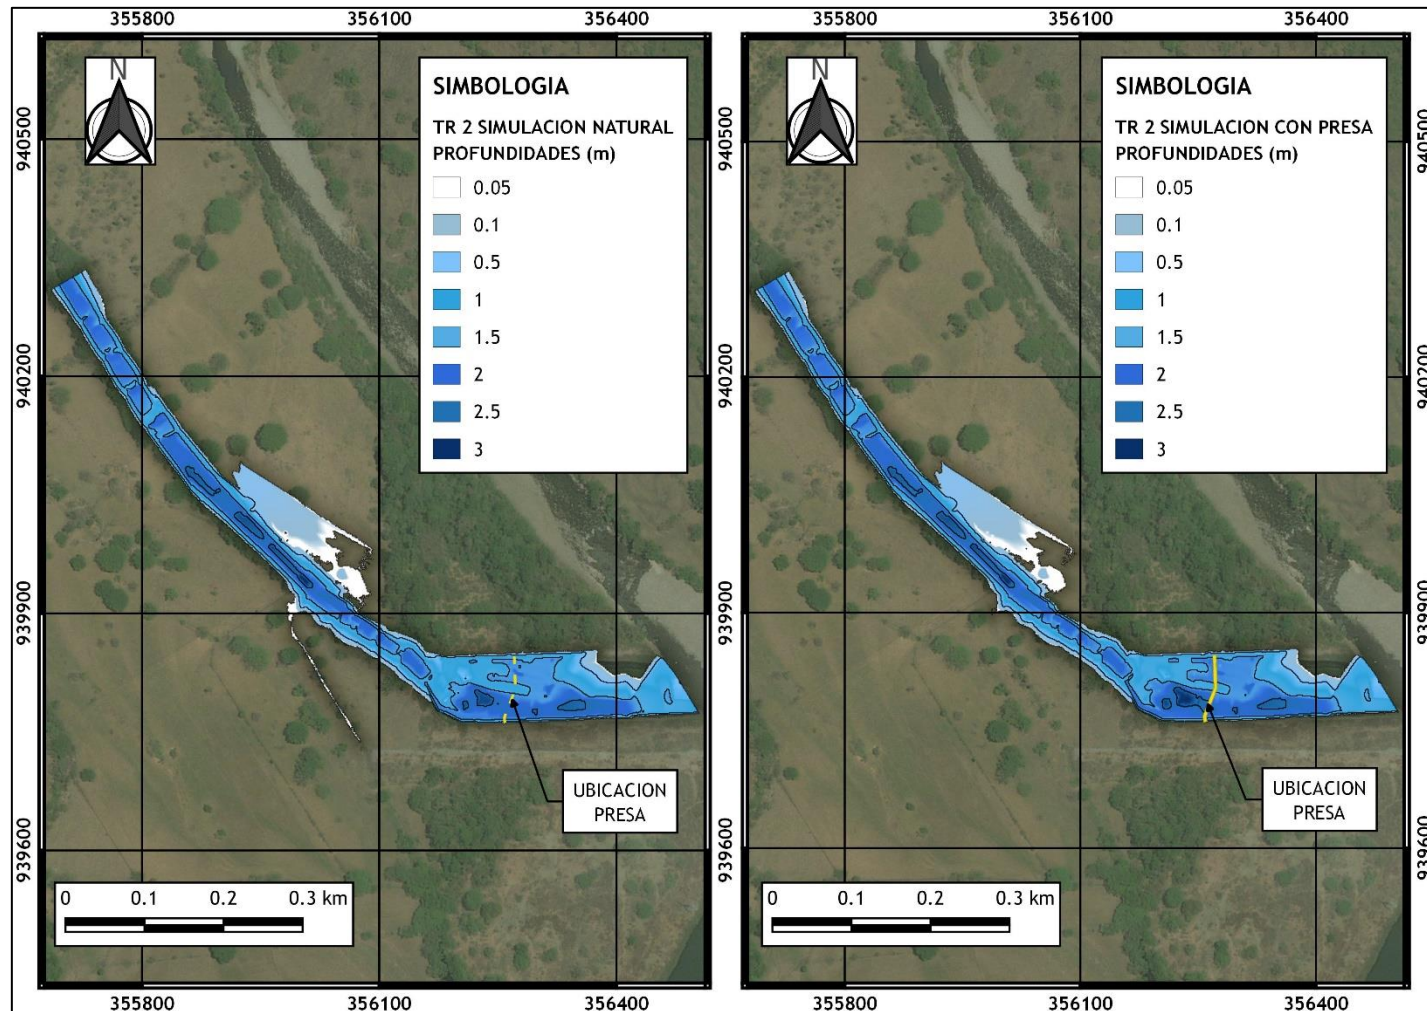 355800 356100 356400
355800 356100 356400
940500
940200
939900
939600
N
SIMBOLOGIA
TR 2 SIMULACION NATURAL
PROFUNDIDADES (m)
0.05
0.1
0.5
1
1.5
2
2.5
3
UBICACION
PRESA
0 0.1 0.2 0.3 km
N
SIMBOLOGIA
TR 2 SIMULACION CON PRESA
PROFUNDIDADES (m)
0.05
0.1
0.5
1
1.5
2
2.5
3
UBICACION
PRESA
0 0.1 0.2 0.3 km
940500
940200
939900
939600
940500
940200
939900
939600
355800 356100 356400
355800 356100 356400